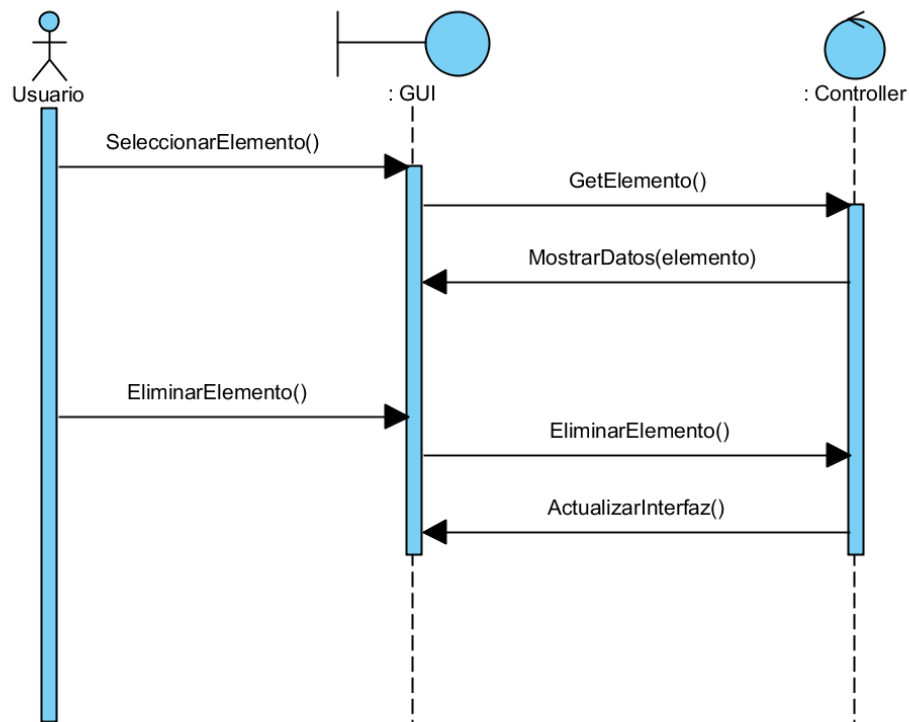 Usuario
: GUI
: Controller
SeleccionarElemento()
GetElemento()
MostrarDatos(elemento)
EliminarElemento()
EliminarElemento()
ActualizarInterfaz()